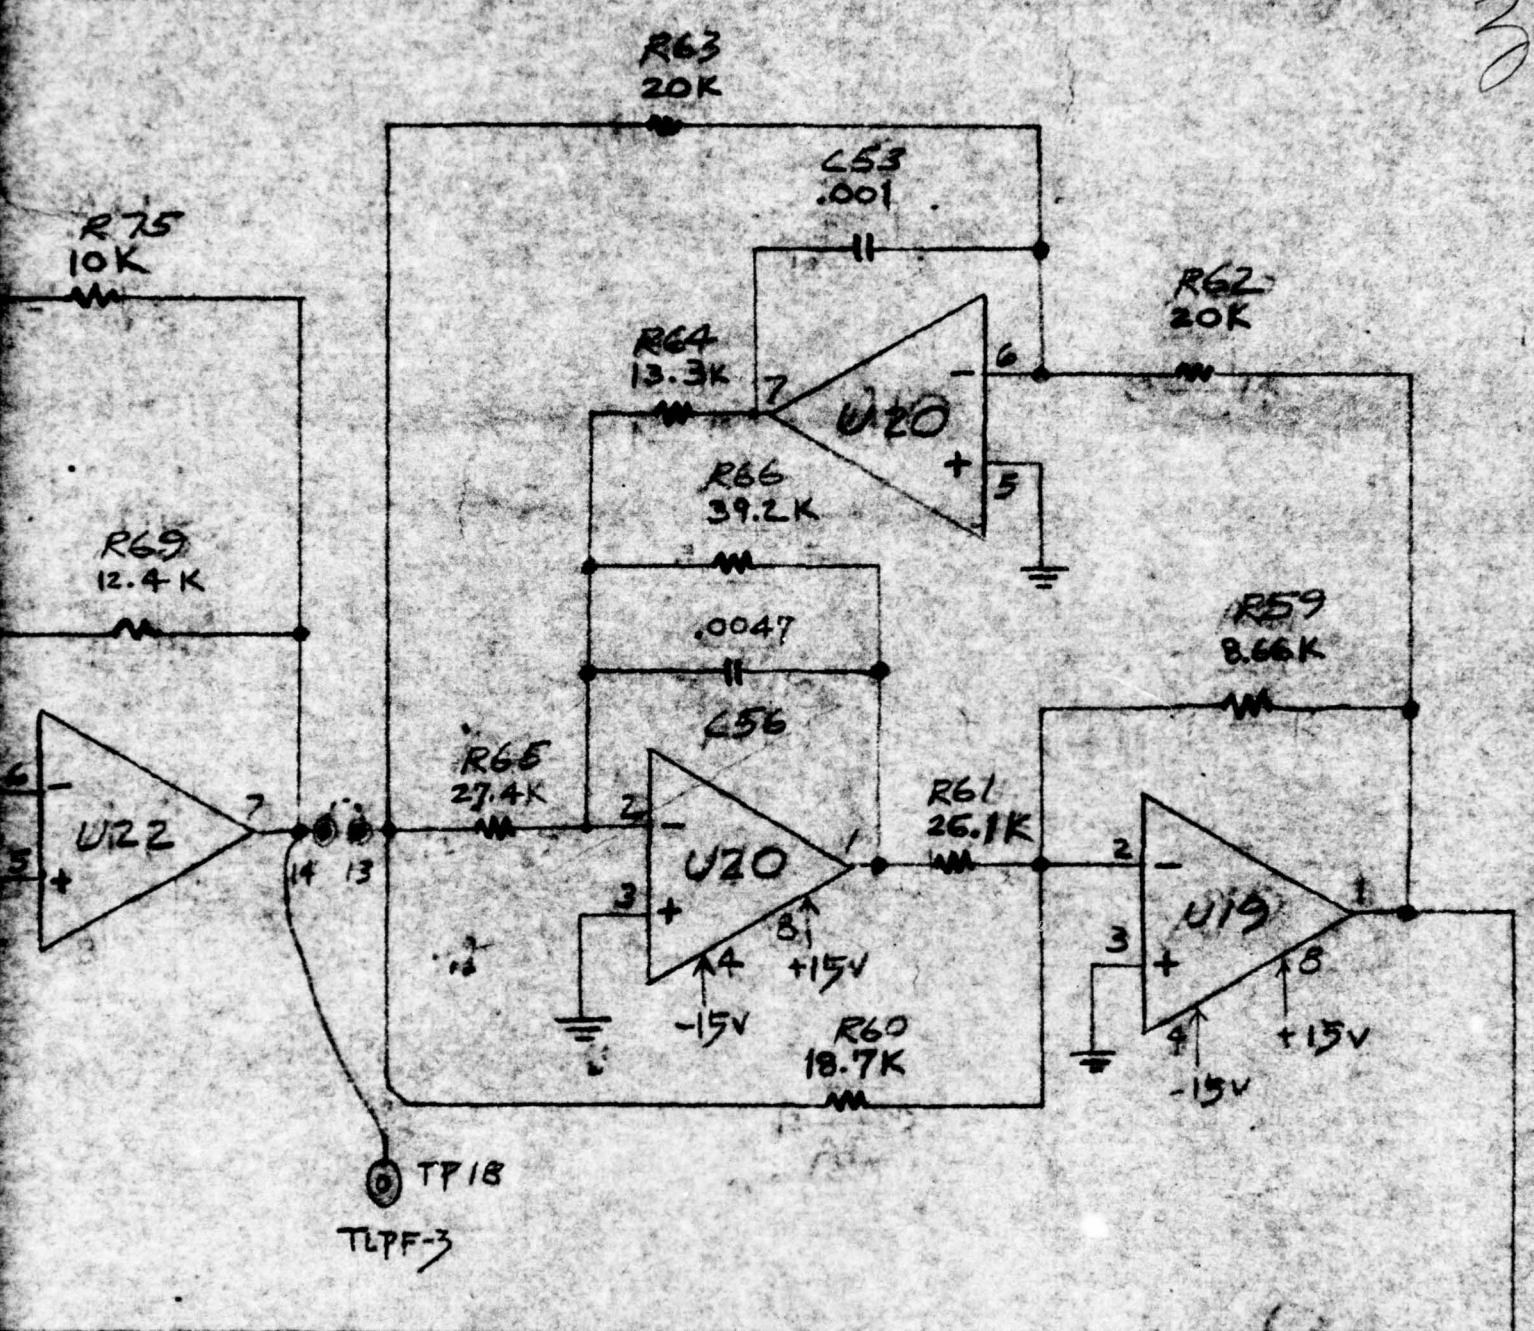 R63
20K
C53
.001
R75
10K
R62
20K
R64
13.3K
7
U20
-
6
+
5
R66
39.2K
R69
12.4K
.0047
C56
R59
8.66K
R65
27.4K
R61
26.1K
6
-
U22
7
5
+
14
13
2
-
U20
1
3
+
8
+15V
4
-15V
2
-
U19
1
3
+
8
+15V
4
-15V
R60
18.7K
TP18
TLPF-3